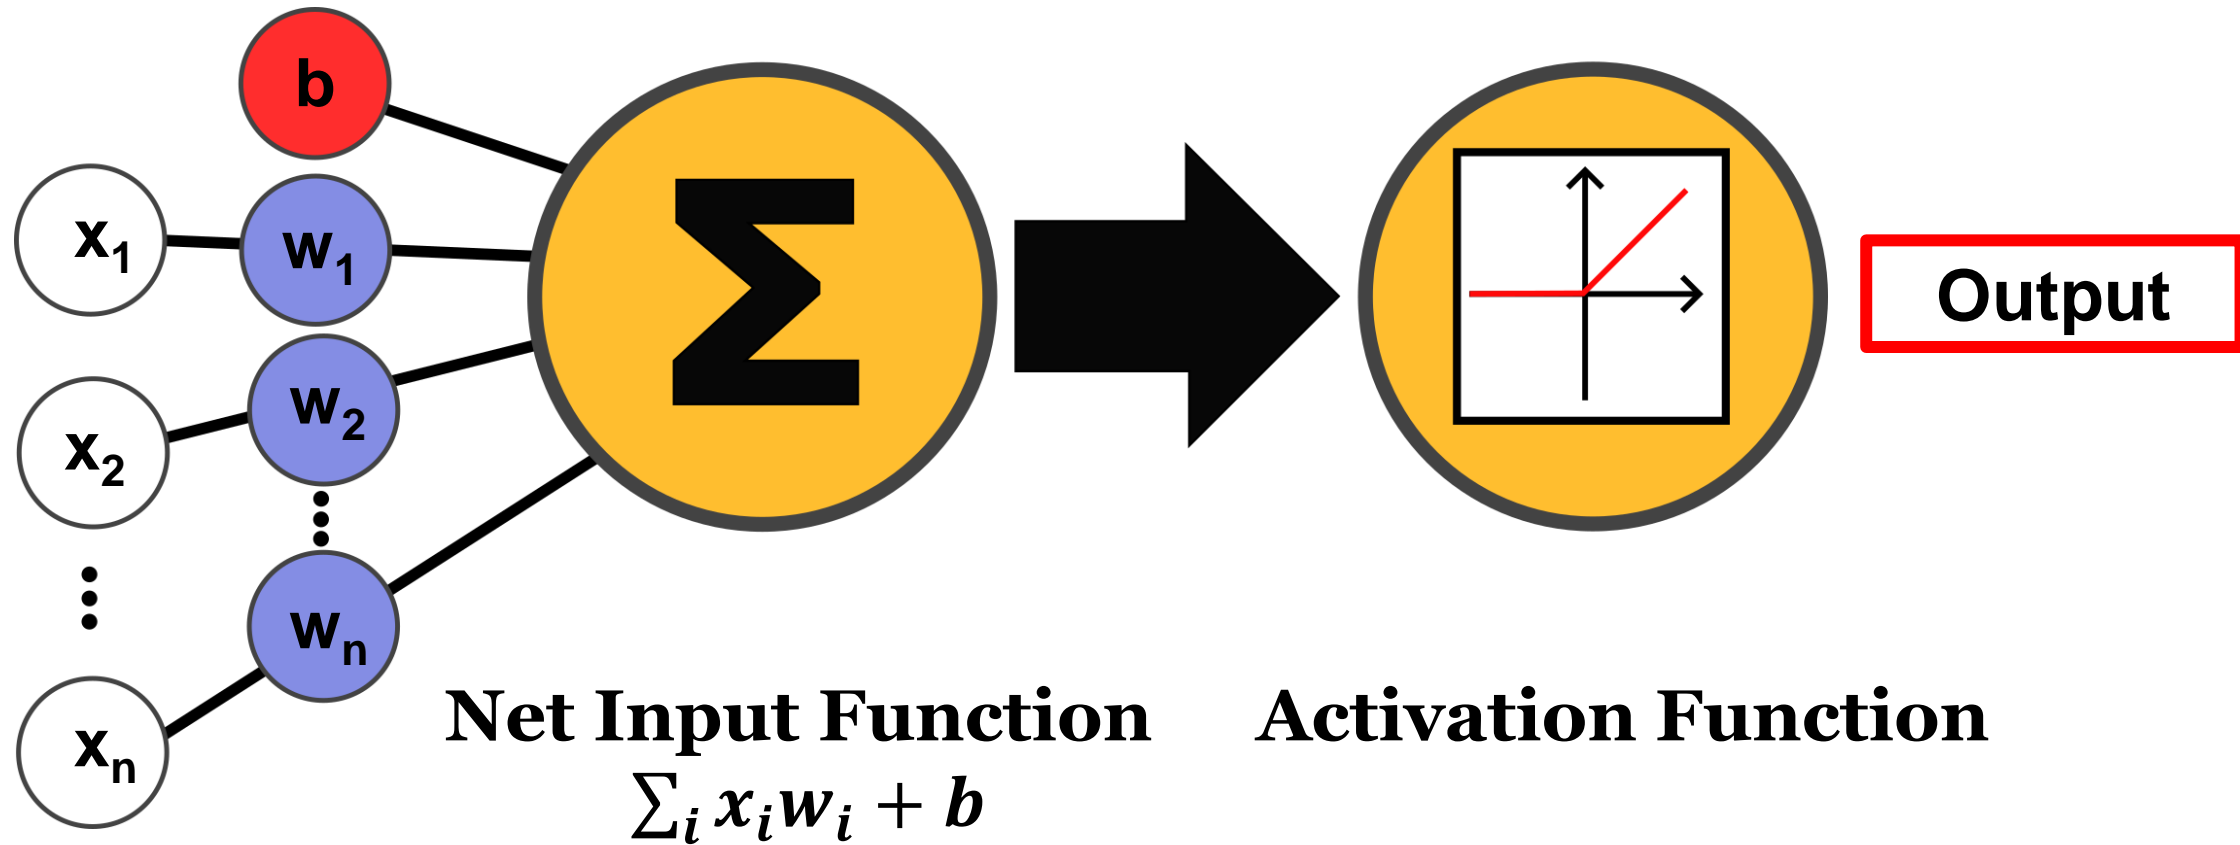 b
x₁
w₁
x₂
w₂
xₙ
wₙ
Σ
Output
Net Input Function
∑ᵢ xᵢwᵢ + b
Activation Function